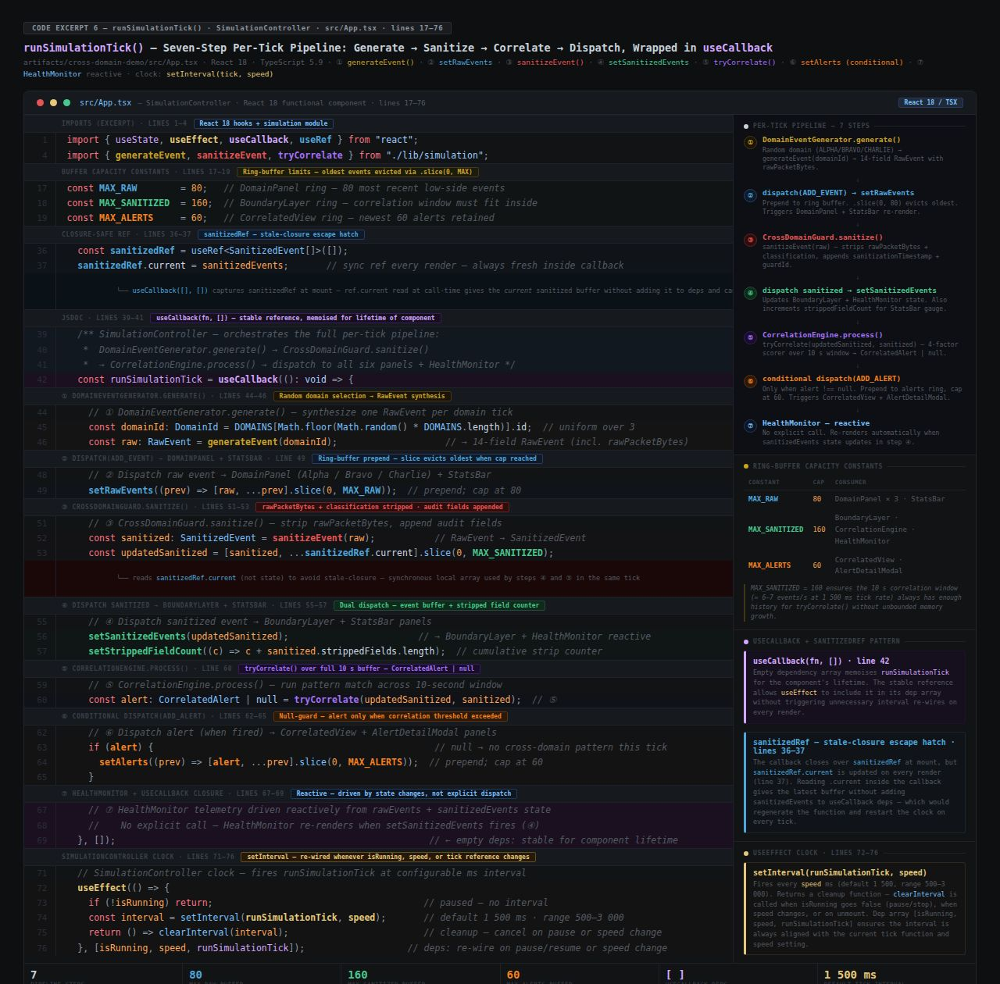 CODE EXCERPT 6 — runSimulationTick() · SimulationController · src/App.tsx · lines 17–76
runSimulationTick() — Seven-Step Per-Tick Pipeline: Generate → Sanitize → Correlate → Dispatch, Wrapped in useCallback
artifacts/cross-domain-demo/src/App.tsx · React 18 · TypeScript 5.9 · ① generateEvent() · ② setRawEvents · ③ sanitizeEvent() · ④ setSanitizedEvents · ⑤ tryCorrelate() · ⑥ setAlerts (conditional) · ⑦
HealthMonitor reactive · clock: setInterval(tick, speed)
src/App.tsx — SimulationController · React 18 functional component · lines 17–76
React 18 / TSX
IMPORTS (EXCERPT) · LINES 1–4 React 18 hooks + simulation module
1 import { useState, useEffect, useCallback, useRef } from "react";
4 import { generateEvent, sanitizeEvent, tryCorrelate } from "./lib/simulation";
BUFFER CAPACITY CONSTANTS · LINES 17–19 Ring-buffer limits — oldest events evicted via .slice(0, MAX)
17 const MAX_RAW = 80; // DomainPanel ring — 80 most recent low-side events
18 const MAX_SANITIZED = 160; // BoundaryLayer ring — correlation window must fit inside
19 const MAX_ALERTS = 60; // CorrelatedView ring — newest 60 alerts retained
CLOSURE-SAFE REF · LINES 36–37 sanitizedRef — stale-closure escape hatch
36 const sanitizedRef = useRef<SanitizedEvent[]>([]);
37 sanitizedRef.current = sanitizedEvents; // sync ref every render — always fresh inside callback
└── useCallback([], []) captures sanitizedRef at mount — ref.current read at call-time gives the current sanitized buffer without adding it to deps and ca
JSDOC · LINES 39–41 useCallback(fn, []) — stable reference, memoised for lifetime of component
39 /** SimulationController — orchestrates the full per-tick pipeline:
40 * DomainEventGenerator.generate() → CrossDomainGuard.sanitize()
41 * → CorrelationEngine.process() → dispatch to all six panels + HealthMonitor */
42 const runSimulationTick = useCallback((): void => {
① DOMAINEVENTGENERATOR.GENERATE() · LINES 44–46 Random domain selection → RawEvent synthesis
44 // ① DomainEventGenerator.generate() — synthesize one RawEvent per domain tick
45 const domainId: DomainId = DOMAINS[Math.floor(Math.random() * DOMAINS.length)].id; // uniform over 3
46 const raw: RawEvent = generateEvent(domainId); // → 14-field RawEvent (incl. rawPacketBytes)
② DISPATCH(ADD_EVENT) → DOMAINPANEL + STATSBAR · LINE 49 Ring-buffer prepend — slice evicts oldest when cap reached
48 // ② Dispatch raw event → DomainPanel (Alpha / Bravo / Charlie) + StatsBar
49 setRawEvents((prev) => [raw, ...prev].slice(0, MAX_RAW)); // prepend; cap at 80
③ CROSSDOMAINGUARD.SANITIZE() · LINES 51–53 rawPacketBytes + classification stripped · audit fields appended
51 // ③ CrossDomainGuard.sanitize() — strip rawPacketBytes, append audit fields
52 const sanitized: SanitizedEvent = sanitizeEvent(raw); // RawEvent → SanitizedEvent
53 const updatedSanitized = [sanitized, ...sanitizedRef.current].slice(0, MAX_SANITIZED);
└── reads sanitizedRef.current (not state) to avoid stale-closure — synchronous local array used by steps ④ and ⑤ in the same tick
④ DISPATCH SANITIZED → BOUNDARYLAYER + STATSBAR · LINES 55–57 Dual dispatch — event buffer + stripped field counter
55 // ④ Dispatch sanitized event → BoundaryLayer + StatsBar panels
56 setSanitizedEvents(updatedSanitized); // → BoundaryLayer + HealthMonitor reactive
57 setStrippedFieldCount((c) => c + sanitized.strippedFields.length); // cumulative strip counter
⑤ CORRELATIONENGINE.PROCESS() · LINE 60 tryCorrelate() over full 10 s buffer — CorrelatedAlert | null
59 // ⑤ CorrelationEngine.process() — run pattern match across 10-second window
60 const alert: CorrelatedAlert | null = tryCorrelate(updatedSanitized, sanitized); // ⑤
⑥ CONDITIONAL DISPATCH(ADD_ALERT) · LINES 62–65 Null-guard — alert only when correlation threshold exceeded
62 // ⑥ Dispatch alert (when fired) → CorrelatedView + AlertDetailModal panels
63 if (alert) { // null → no cross-domain pattern this tick
64 setAlerts((prev) => [alert, ...prev].slice(0, MAX_ALERTS)); // prepend; cap at 60
65 }
⑦ HEALTHMONITOR + USECALLBACK CLOSURE · LINES 67–69 Reactive — driven by state changes, not explicit dispatch
67 // ⑦ HealthMonitor telemetry driven reactively from rawEvents + sanitizedEvents state
68 // No explicit call — HealthMonitor re-renders when setSanitizedEvents fires (④)
69 }, []); // ← empty deps: stable for component lifetime
SIMULATIONCONTROLLER CLOCK · LINES 71–76 setInterval — re-wired whenever isRunning, speed, or tick reference changes
71 // SimulationController clock — fires runSimulationTick at configurable ms interval
72 useEffect(() => {
73 if (!isRunning) return; // paused — no interval
74 const interval = setInterval(runSimulationTick, speed); // default 1 500 ms · range 500–3 000
75 return () => clearInterval(interval); // cleanup — cancel on pause or speed change
76 }, [isRunning, speed, runSimulationTick]); // deps: re-wire on pause/resume or speed change
PER-TICK PIPELINE — 7 STEPS
① DomainEventGenerator.generate()
Random domain (ALPHA/BRAVO/CHARLIE) →
generateEvent(domainId) → 14-field RawEvent with
rawPacketBytes.
↓
② dispatch(ADD_EVENT) → setRawEvents
Prepend to ring buffer. .slice(0, 80) evicts oldest.
Triggers DomainPanel + StatsBar re-render.
↓
③ CrossDomainGuard.sanitize()
sanitizeEvent(raw) — strips rawPacketBytes +
classification, appends sanitizationTimestamp +
guardId.
↓
④ dispatch sanitized → setSanitizedEvents
Updates BoundaryLayer + HealthMonitor state. Also
increments strippedFieldCount for StatsBar gauge.
↓
⑤ CorrelationEngine.process()
tryCorrelate(updatedSanitized, sanitized) — 4-factor
scorer over 10 s window → CorrelatedAlert | null.
↓
⑥ conditional dispatch(ADD_ALERT)
Only when alert !== null. Prepend to alerts ring, cap
at 60. Triggers CorrelatedView + AlertDetailModal.
↓
⑦ HealthMonitor — reactive
No explicit call. Re-renders automatically when
sanitizedEvents state updates in step ④.
RING-BUFFER CAPACITY CONSTANTS
CONSTANT CAP CONSUMER
MAX_RAW 80 DomainPanel × 3 · StatsBar
MAX_SANITIZED 160 BoundaryLayer ·
CorrelationEngine ·
HealthMonitor
MAX_ALERTS 60 CorrelatedView ·
AlertDetailModal
MAX_SANITIZED = 160 ensures the 10 s correlation window
(≈ 6–7 events/s at 1 500 ms tick rate) always has enough
history for tryCorrelate() without unbounded memory
growth.
USECALLBACK + SANITIZEDREF PATTERN
useCallback(fn, []) · line 42
Empty dependency array memoises runSimulationTick
for the component's lifetime. The stable reference
allows useEffect to include it in its dep array
without triggering unnecessary interval re-wires on
every render.
sanitizedRef — stale-closure escape hatch ·
lines 36–37
The callback closes over sanitizedRef at mount, but
sanitizedRef.current is updated on every render
(line 37). Reading .current inside the callback
gives the latest buffer without adding
sanitizedEvents to useCallback deps — which would
regenerate the function and restart the clock on
every tick.
USEEFFECT CLOCK · LINES 72–76
setInterval(runSimulationTick, speed)
Fires every speed ms (default 1 500, range 500–3
000). Returns a cleanup function — clearInterval is
called when isRunning goes false (pause/stop), when
speed changes, or on unmount. Dep array [isRunning,
speed, runSimulationTick] ensures the interval is
always aligned with the current tick function and
speed setting.
7 80 160 60 [ ] 1 500 ms